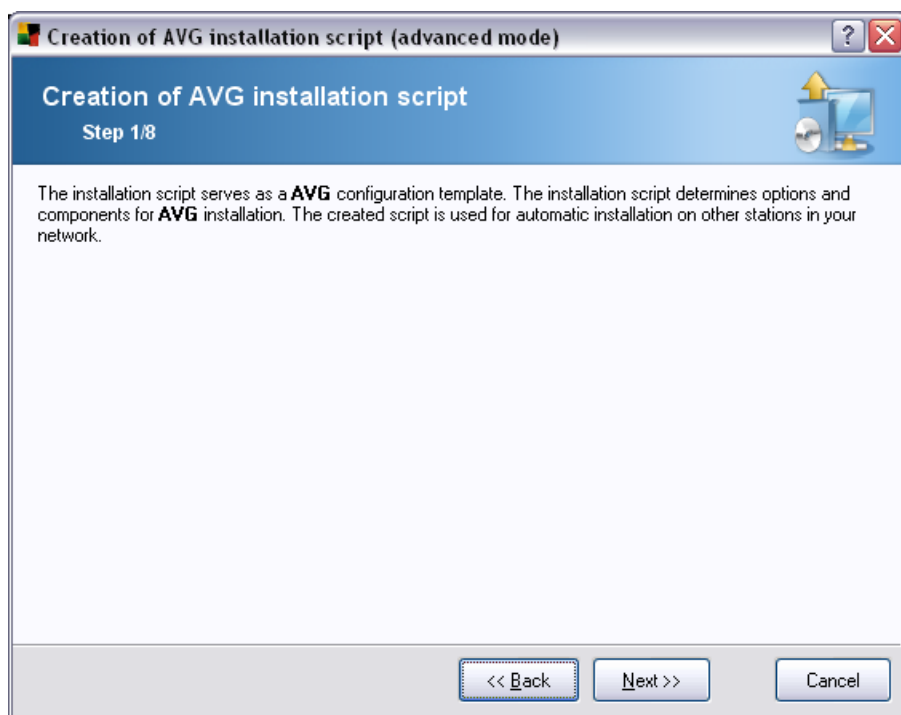 Creation of AVG installation script (advanced mode)
?
Creation of AVG installation script
Step 1/8
The installation script serves as a AVG configuration template. The installation script determines options and
components for AVG installation. The created script is used for automatic installation on other stations in your
network.
<< Back
Next >>
Cancel